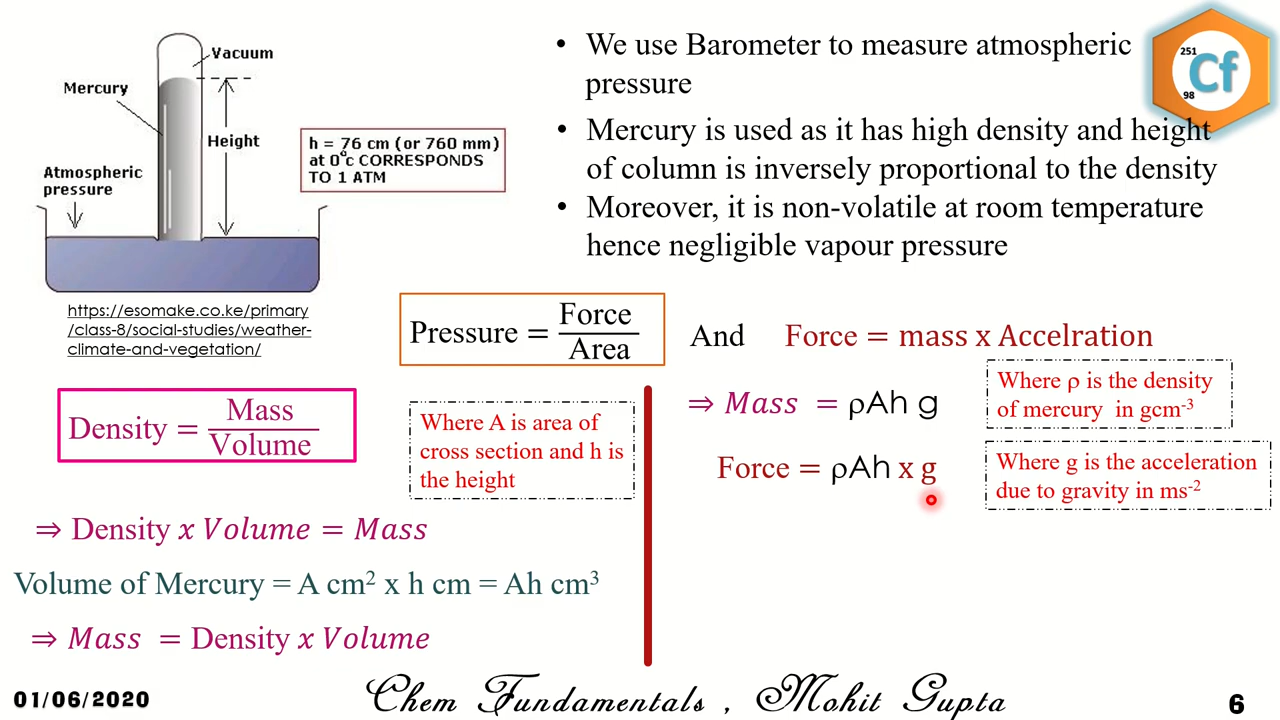 Vacuum
Mercury
Height
Atmospheric
pressure
h = 76 cm (or 760 mm)
at 0°c CORRESPONDS
TO 1 ATM
https://esomake.co.ke/primary
/class-8/social-studies/weather-
climate-and-vegetation/
• We use Barometer to measure atmospheric
pressure
• Mercury is used as it has high density and height
of column is inversely proportional to the density
• Moreover, it is non-volatile at room temperature
hence negligible vapour pressure
251
Cf
98
Pressure = Force / Area
And Force = mass x Accelration
Density = Mass / Volume
Where A is area of
cross section and h is
the height
⇒ Density x Volume = Mass
Volume of Mercury = A cm² x h cm = Ah cm³
⇒ Mass = Density x Volume
⇒ Mass = ρAh g
Where ρ is the density
of mercury in gcm⁻³
Force = ρAh x g
Where g is the acceleration
due to gravity in ms⁻²
01/06/2020
Chem Fundamentals , Mohit Gupta
6